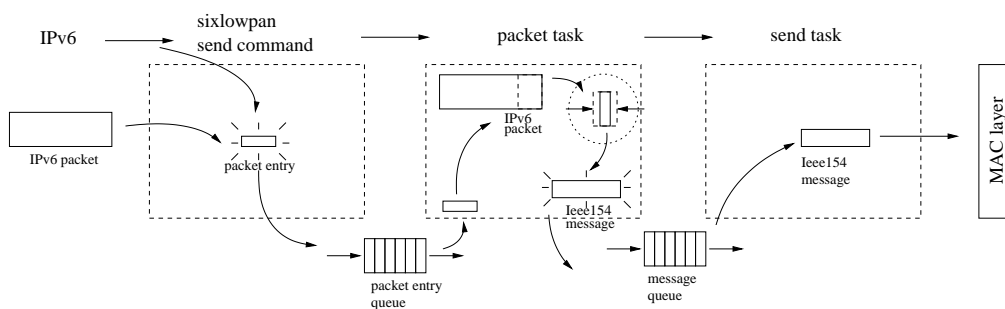 IPv6
sixlowpan
send command
packet task
send task
IPv6 packet
packet entry
packet entry
queue
IPv6
packet
Ieee154
message
message
queue
Ieee154
message
MAC layer